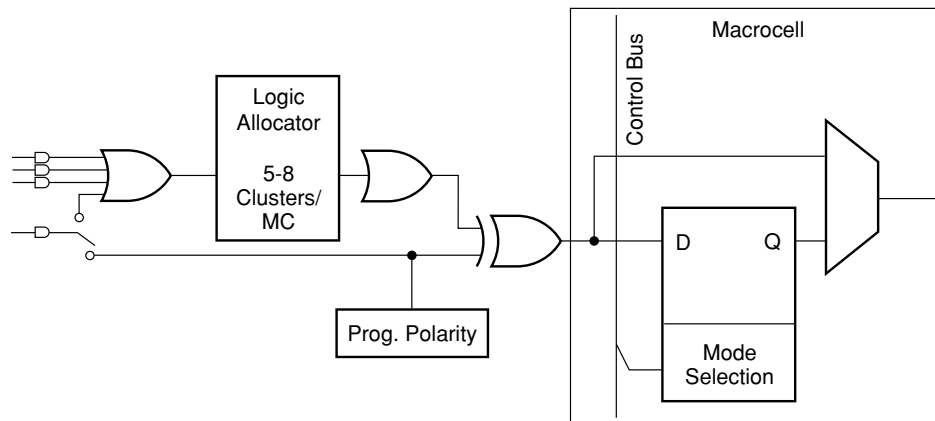 Macrocell
Control Bus
Logic
Allocator
5-8
Clusters/
MC
D
Q
Prog. Polarity
Mode
Selection